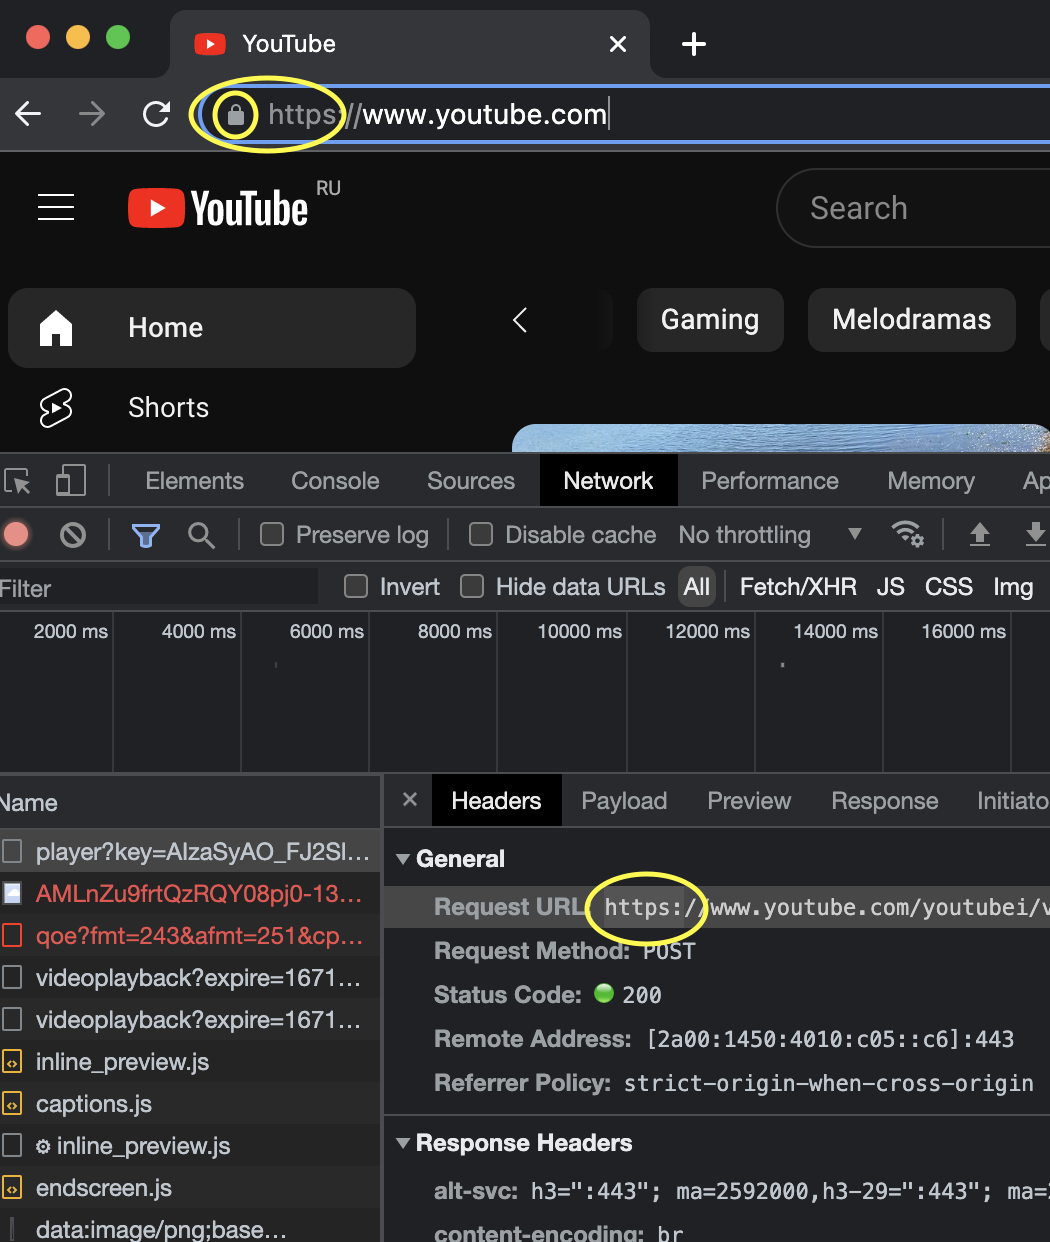 YouTube
https://www.youtube.com
YouTube RU
Search
Home
Gaming
Melodramas
Shorts
Elements Console Sources Network Performance Memory Ap
Preserve log Disable cache No throttling
Filter Invert Hide data URLs All Fetch/XHR JS CSS Img
2000 ms 4000 ms 6000 ms 8000 ms 10000 ms 12000 ms 14000 ms 16000 ms
Name
player?key=AIzaSyAO_FJ2Sl...
AMLnZu9frtQzRQY08pj0-13...
qoe?fmt=243&afmt=251&cp...
videoplayback?expire=1671...
videoplayback?expire=1671...
inline_preview.js
captions.js
inline_preview.js
endscreen.js
data:image/png;base...
Headers Payload Preview Response Initiato
General
Request URL: https://www.youtube.com/youtubei/v
Request Method: POST
Status Code: 200
Remote Address: [2a00:1450:4010:c05::c6]:443
Referrer Policy: strict-origin-when-cross-origin
Response Headers
alt-svc: h3=":443"; ma=2592000,h3-29=":443"; ma=
content-encoding: br